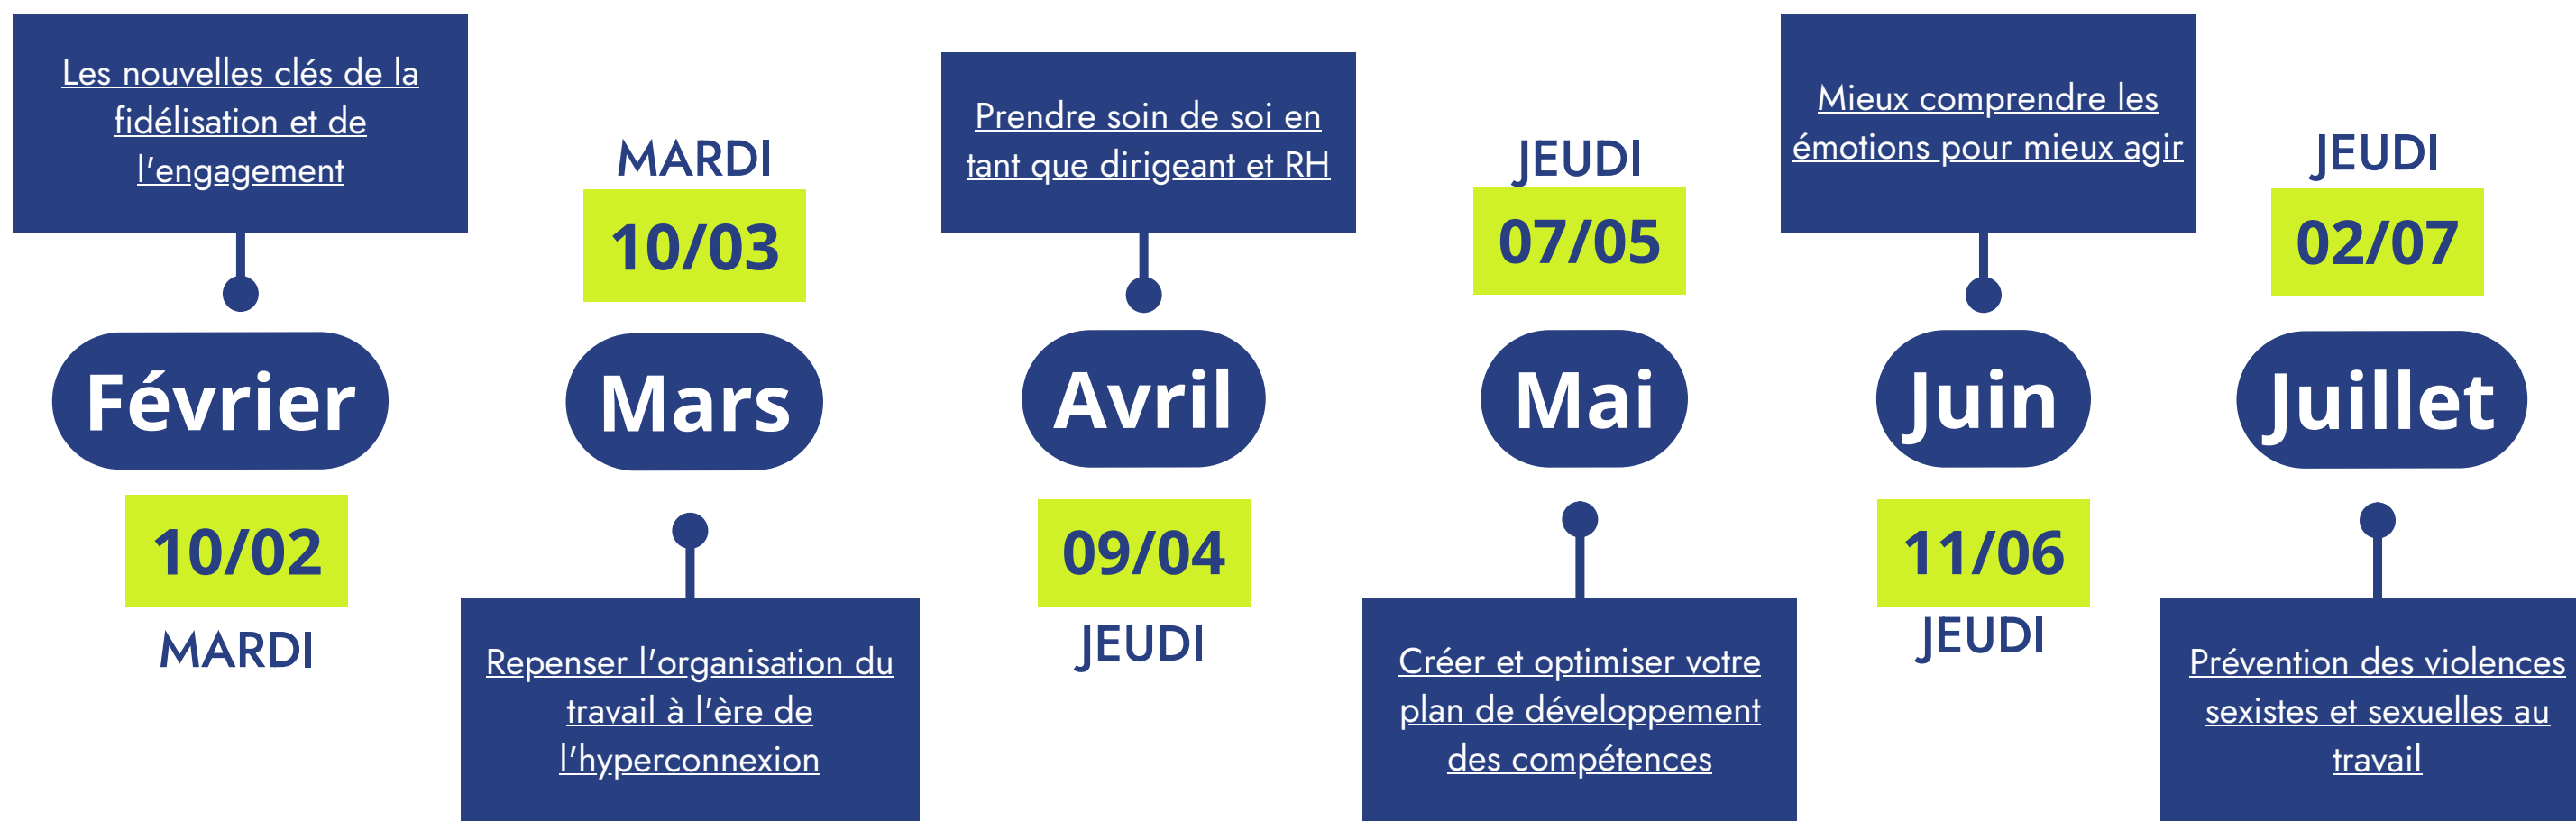 Les nouvelles clés de la
fidélisation et de
l'engagement
Février
10/02
MARDI
MARDI
10/03
Mars
Repenser l'organisation du
travail à l'ère de
l'hyperconnexion
Prendre soin de soi en
tant que dirigeant et RH
Avril
09/04
JEUDI
JEUDI
07/05
Mai
Créer et optimiser votre
plan de développement
des compétences
Mieux comprendre les
émotions pour mieux agir
Juin
11/06
JEUDI
JEUDI
02/07
Juillet
Prévention des violences
sexistes et sexuelles au
travail